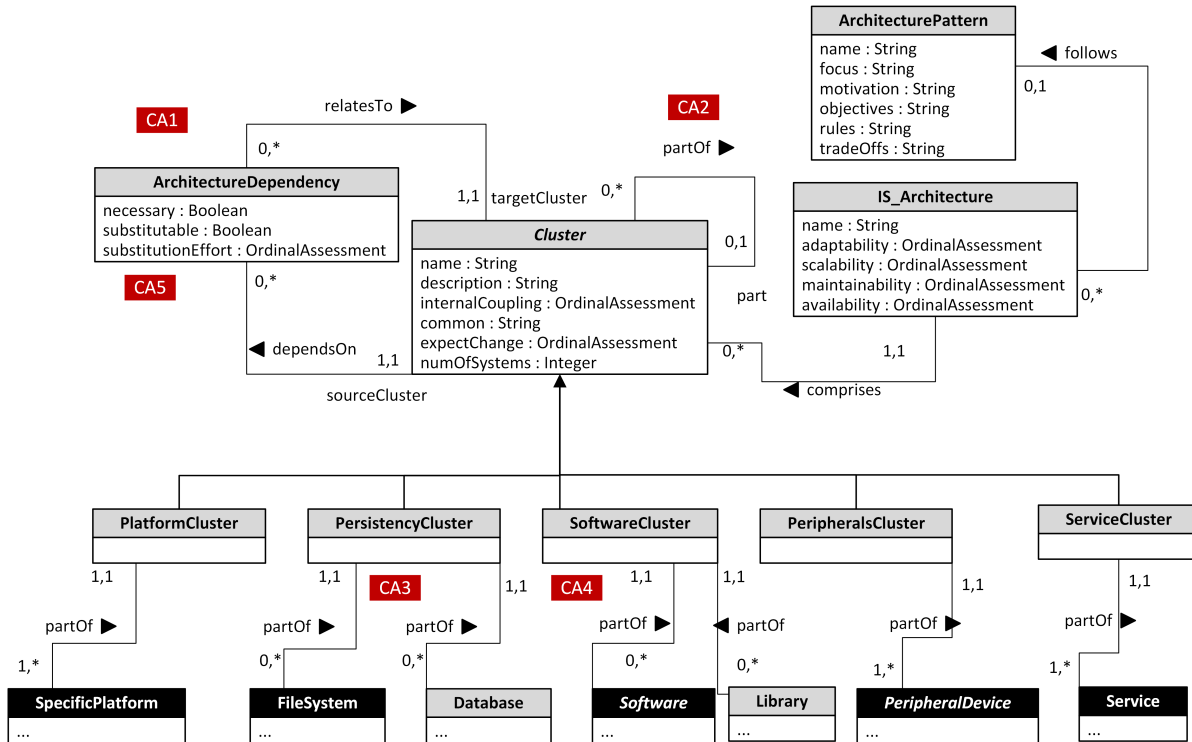 ArchitecturePattern
name : String
focus : String
motivation : String
objectives : String
rules : String
tradeOffs : String
follows
0,1
CA1
relatesTo
CA2
partOf
0,*
ArchitectureDependency
necessary : Boolean
substitutable : Boolean
substitutionEffort : OrdinalAssessment
1,1
targetCluster
0,*
IS_Architecture
name : String
adaptability : OrdinalAssessment
scalability : OrdinalAssessment
maintainability : OrdinalAssessment
availability : OrdinalAssessment
Cluster
name : String
description : String
internalCoupling : OrdinalAssessment
common : String
expectChange : OrdinalAssessment
numOfSystems : Integer
0,1
CA5
0,*
part
0,*
dependsOn
1,1
0,*
1,1
sourceCluster
comprises
PlatformCluster
PersistencyCluster
SoftwareCluster
PeripheralsCluster
ServiceCluster
1,1
1,1
CA3
1,1
CA4
1,1
1,1
1,1
1,1
partOf
partOf
partOf
partOf
partOf
partOf
partOf
1,*
0,*
0,*
0,*
0,*
1,*
1,*
SpecificPlatform
...
FileSystem
...
Database
...
Software
...
Library
...
PeripheralDevice
...
Service
...